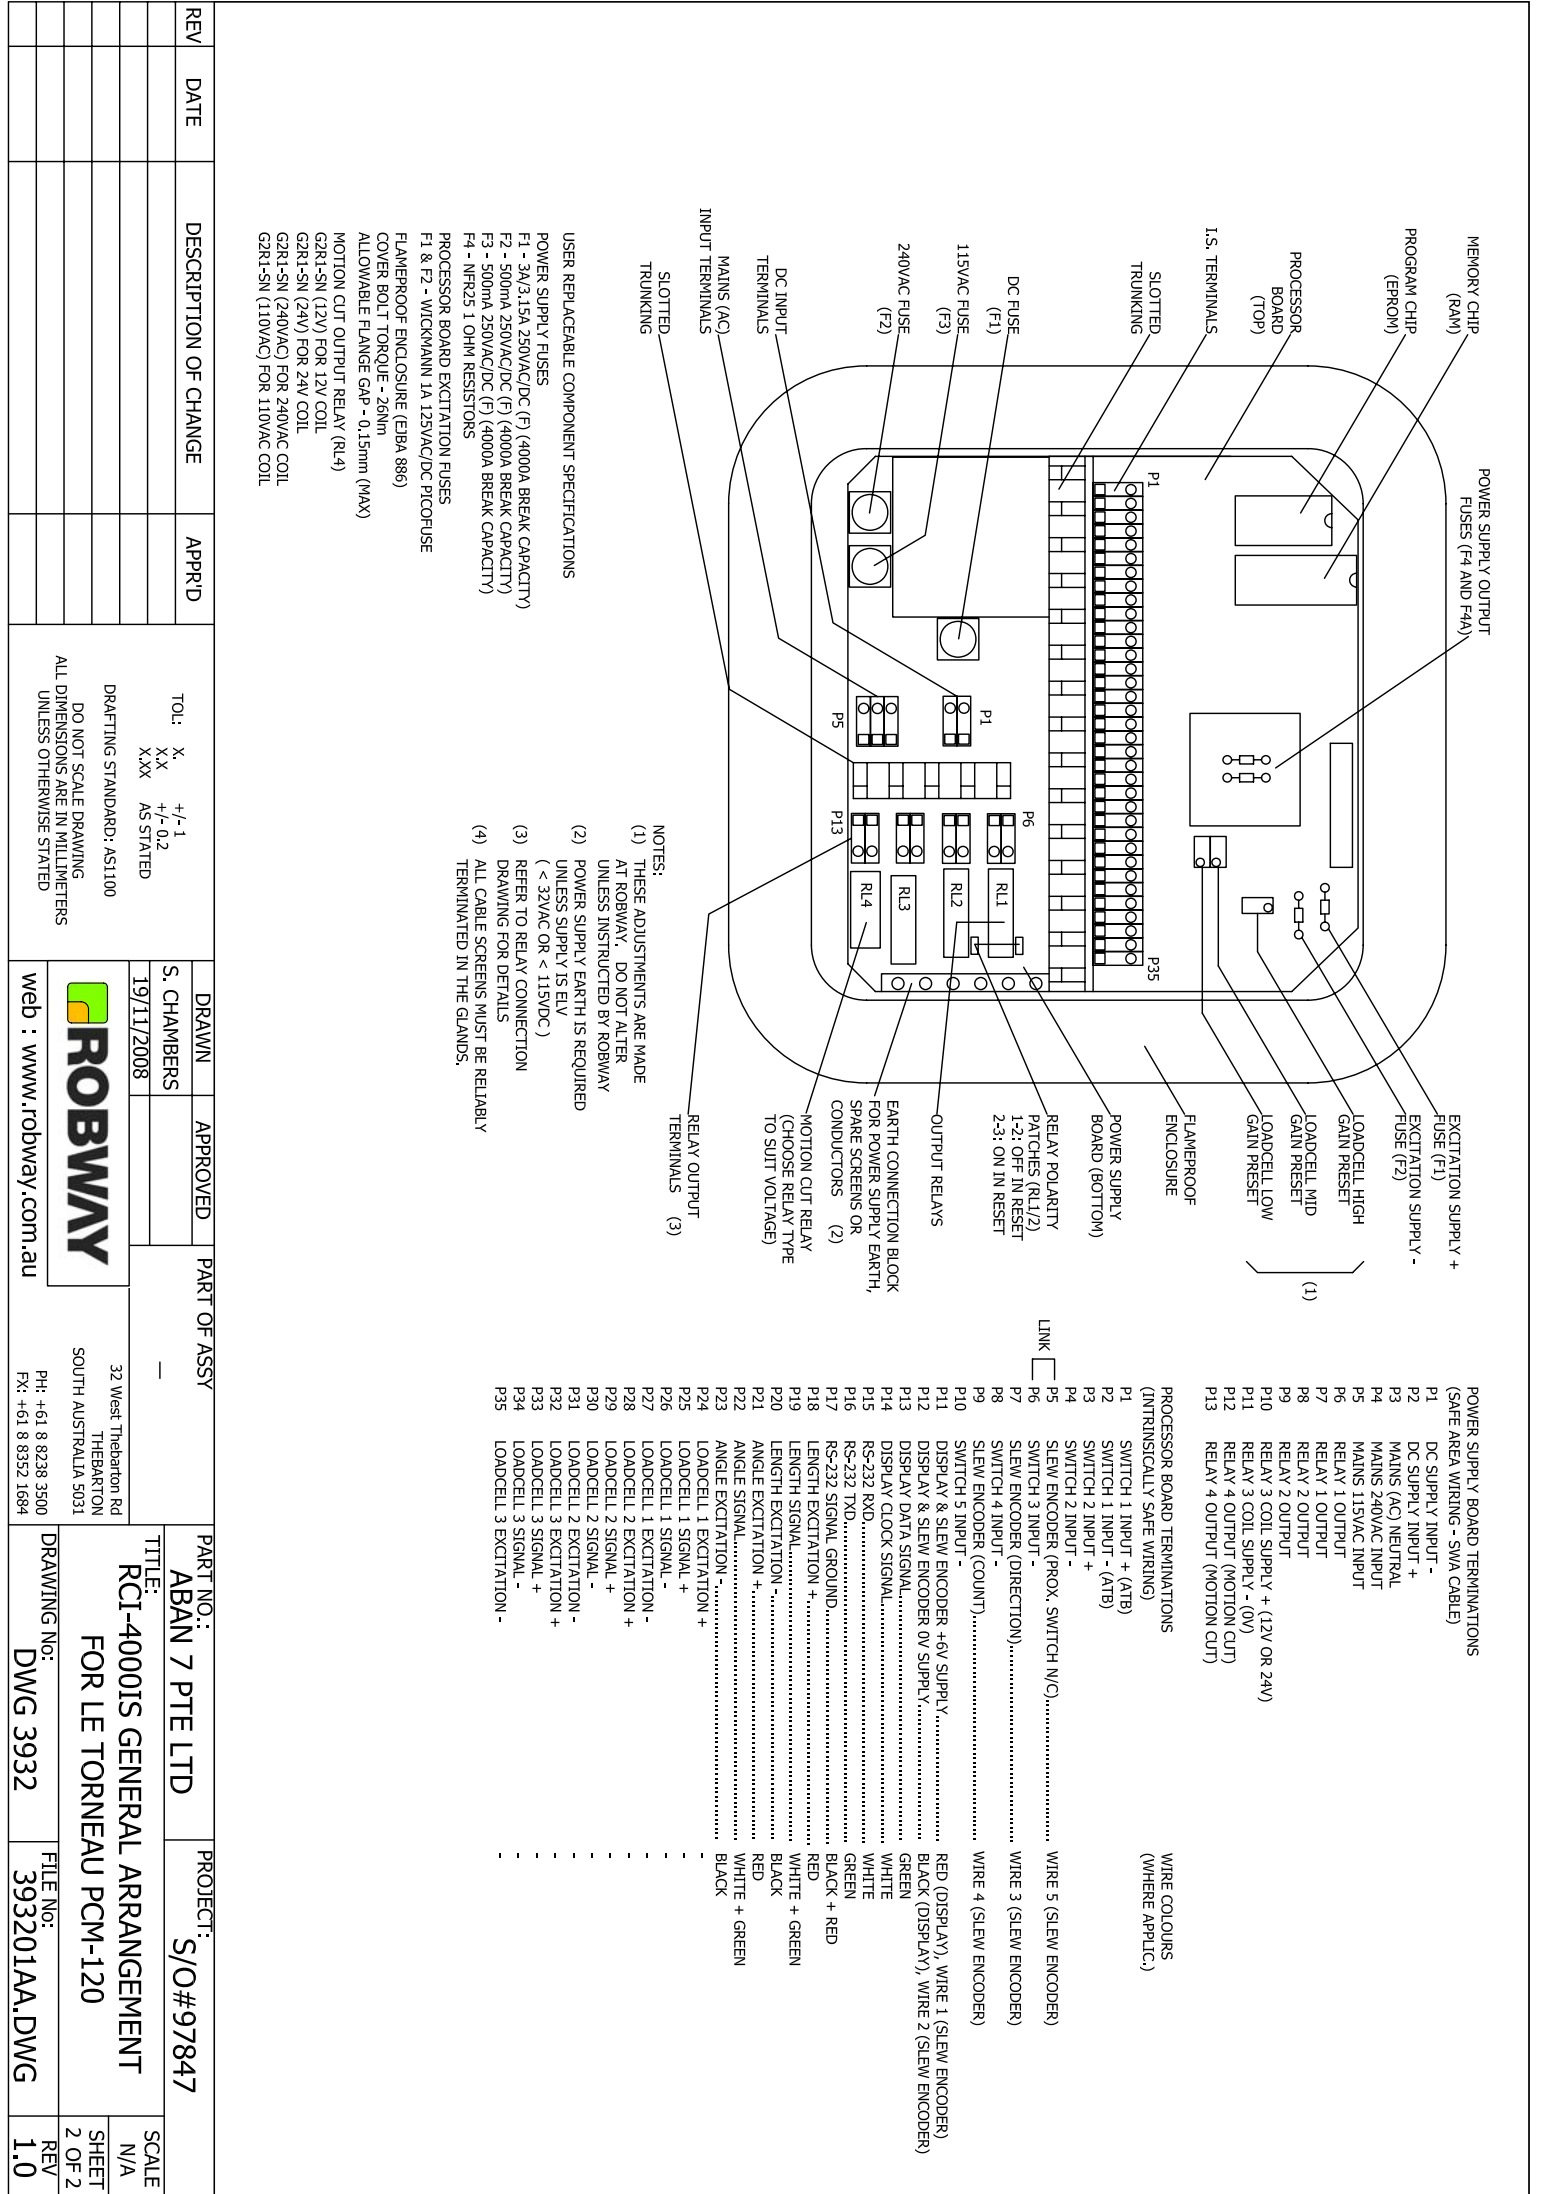 POWER SUPPLY OUTPUT
FUSES (F4 AND F4A)
MEMORY CHIP
(RAM)
PROGRAM CHIP
(EPROM)
PROCESSOR
BOARD
(TOP)
I.S. TERMINALS
SLOTTED
TRUNKING
DC FUSE
(F1)
115VAC FUSE
(F3)
240VAC FUSE
(F2)
DC INPUT
TERMINALS
MAINS (AC)
INPUT TERMINALS
SLOTTED
TRUNKING
P1
P35
P1
P5
P6
P13
RL1
RL2
RL3
RL4
EXCITATION SUPPLY +
FUSE (F1)
EXCITATION SUPPLY -
FUSE (F2)
LOADCELL HIGH
GAIN PRESET
LOADCELL MID
GAIN PRESET
LOADCELL LOW
GAIN PRESET
(1)
FLAMEPROOF
ENCLOSURE
POWER SUPPLY
BOARD (BOTTOM)
RELAY POLARITY
PATCHES (RL1/2)
1-2: OFF IN RESET
2-3: ON IN RESET
OUTPUT RELAYS
EARTH CONNECTION BLOCK
FOR POWER SUPPLY EARTH,
SPARE SCREENS OR
CONDUCTORS (2)
MOTION CUT RELAY
(CHOOSE RELAY TYPE
TO SUIT VOLTAGE)
RELAY OUTPUT
TERMINALS (3)
POWER SUPPLY BOARD TERMINATIONS
(SAFE AREA WIRING - SWA CABLE)
P1 DC SUPPLY INPUT -
P2 DC SUPPLY INPUT +
P3 MAINS (AC) NEUTRAL
P4 MAINS 240VAC INPUT
P5 MAINS 115VAC INPUT
P6 RELAY 1 OUTPUT
P7 RELAY 1 OUTPUT
P8 RELAY 2 OUTPUT
P9 RELAY 2 OUTPUT
P10 RELAY 3 COIL SUPPLY + (12V OR 24V)
P11 RELAY 3 COIL SUPPLY - (0V)
P12 RELAY 4 OUTPUT (MOTION CUT)
P13 RELAY 4 OUTPUT (MOTION CUT)
PROCESSOR BOARD TERMINATIONS WIRE COLOURS
(INTRINSICALLY SAFE WIRING) (WHERE APPLIC.)
P1 SWITCH 1 INPUT + (ATB)
P2 SWITCH 1 INPUT - (ATB)
P3 SWITCH 2 INPUT +
P4 SWITCH 2 INPUT -
LINK
P5 SLEW ENCODER (PROX. SWITCH N/C)........ WIRE 5 (SLEW ENCODER)
P6 SWITCH 3 INPUT -
P7 SLEW ENCODER (DIRECTION)........ WIRE 3 (SLEW ENCODER)
P8 SWITCH 4 INPUT -
P9 SLEW ENCODER (COUNT)........ WIRE 4 (SLEW ENCODER)
P10 SWITCH 5 INPUT -
P11 DISPLAY & SLEW ENCODER +6V SUPPLY........ RED (DISPLAY), WIRE 1 (SLEW ENCODER)
P12 DISPLAY & SLEW ENCODER 0V SUPPLY........ BLACK (DISPLAY), WIRE 2 (SLEW ENCODER)
P13 DISPLAY DATA SIGNAL........ GREEN
P14 DISPLAY CLOCK SIGNAL........ WHITE
P15 RS-232 RXD........ WHITE
P16 RS-232 TXD........ GREEN
P17 RS-232 SIGNAL GROUND........ BLACK + RED
P18 LENGTH EXCITATION +........ RED
P19 LENGTH SIGNAL........ WHITE + GREEN
P20 LENGTH EXCITATION -........ BLACK
P21 ANGLE EXCITATION +........ RED
P22 ANGLE SIGNAL........ WHITE + GREEN
P23 ANGLE EXCITATION -........ BLACK
P24 LOADCELL 1 EXCITATION + -
P25 LOADCELL 1 SIGNAL + -
P26 LOADCELL 1 SIGNAL - -
P27 LOADCELL 1 EXCITATION - -
P28 LOADCELL 2 EXCITATION + -
P29 LOADCELL 2 SIGNAL + -
P30 LOADCELL 2 SIGNAL - -
P31 LOADCELL 2 EXCITATION - -
P32 LOADCELL 3 EXCITATION + -
P33 LOADCELL 3 SIGNAL + -
P34 LOADCELL 3 SIGNAL - -
P35 LOADCELL 3 EXCITATION - -
USER REPLACEABLE COMPONENT SPECIFICATIONS
POWER SUPPLY FUSES
F1 - 3A/3.15A 250VAC/DC (F) (4000A BREAK CAPACITY)
F2 - 500mA 250VAC/DC (F) (4000A BREAK CAPACITY)
F3 - 500mA 250VAC/DC (F) (4000A BREAK CAPACITY)
F4 - NFR25 1 OHM RESISTORS
PROCESSOR BOARD EXCITATION FUSES
F1 & F2 - WICKMANN 1A 125VAC/DC PICOFUSE
FLAMEPROOF ENCLOSURE (EJBA 886)
COVER BOLT TORQUE - 26Nm
ALLOWABLE FLANGE GAP - 0.15mm (MAX)
MOTION CUT OUTPUT RELAY (RL4)
G2R1-SN (12V) FOR 12V COIL
G2R1-SN (24V) FOR 24V COIL
G2R1-SN (240VAC) FOR 240VAC COIL
G2R1-SN (110VAC) FOR 110VAC COIL
NOTES:
(1) THESE ADJUSTMENTS ARE MADE
AT ROBWAY. DO NOT ALTER
UNLESS INSTRUCTED BY ROBWAY
(2) POWER SUPPLY EARTH IS REQUIRED
UNLESS SUPPLY IS ELV
( < 32VAC OR < 115VDC )
(3) REFER TO RELAY CONNECTION
DRAWING FOR DETAILS
(4) ALL CABLE SCREENS MUST BE RELIABLY
TERMINATED IN THE GLANDS.
REV DATE DESCRIPTION OF CHANGE APPR'D
TOL: X. +/- 1
X.X +/- 0.2
X.XX AS STATED
DRAFTING STANDARD: AS1100
DO NOT SCALE DRAWING
ALL DIMENSIONS ARE IN MILLIMETERS
UNLESS OTHERWISE STATED
DRAWN APPROVED
S. CHAMBERS
19/11/2008
ROBWAY
web : www.robway.com.au
PART OF ASSY
—
32 West Thebarton Rd
THEBARTON
SOUTH AUSTRALIA 5031
PH: +61 8 8238 3500
FX: +61 8 8352 1684
PART NO.:
ABAN 7 PTE LTD
PROJECT:
S/O#97847
TITLE:
RCI-4000IS GENERAL ARRANGEMENT
FOR LE TORNEAU PCM-120
SCALE
N/A
SHEET
2 OF 2
DRAWING No:
DWG 3932
FILE No:
393201AA.DWG
REV
1.0